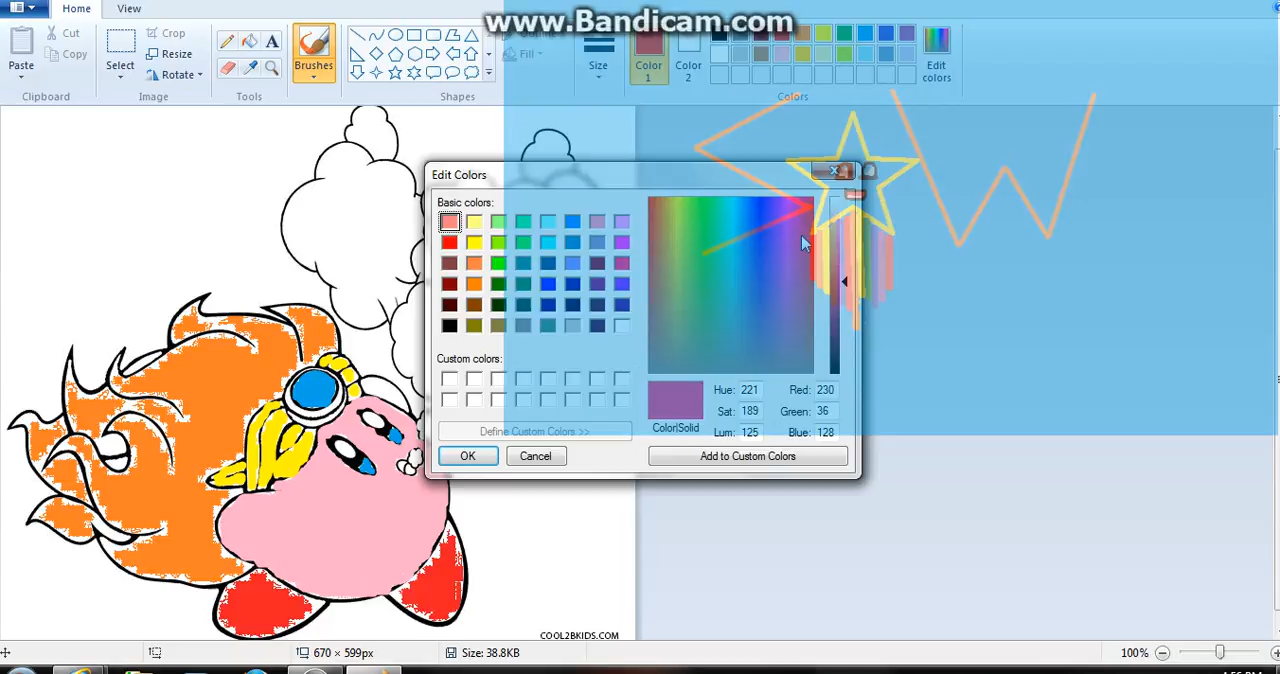 www.Bandicam.com
Home
View
Paste
Cut
Copy
Select
Crop
Resize
Rotate
A
Brushes
Fill
Size
Color 1
Color 2
Edit colors
Clipboard
Image
Tools
Shapes
Colors
Edit Colors
Basic colors:
Custom colors:
Define Custom Colors >>
OK
Cancel
Color|Solid
Hue: 221
Sat: 189
Lum: 125
Red: 230
Green: 36
Blue: 128
Add to Custom Colors
W
COOL2BKIDS.COM
670 × 599px
Size: 38.8KB
100%